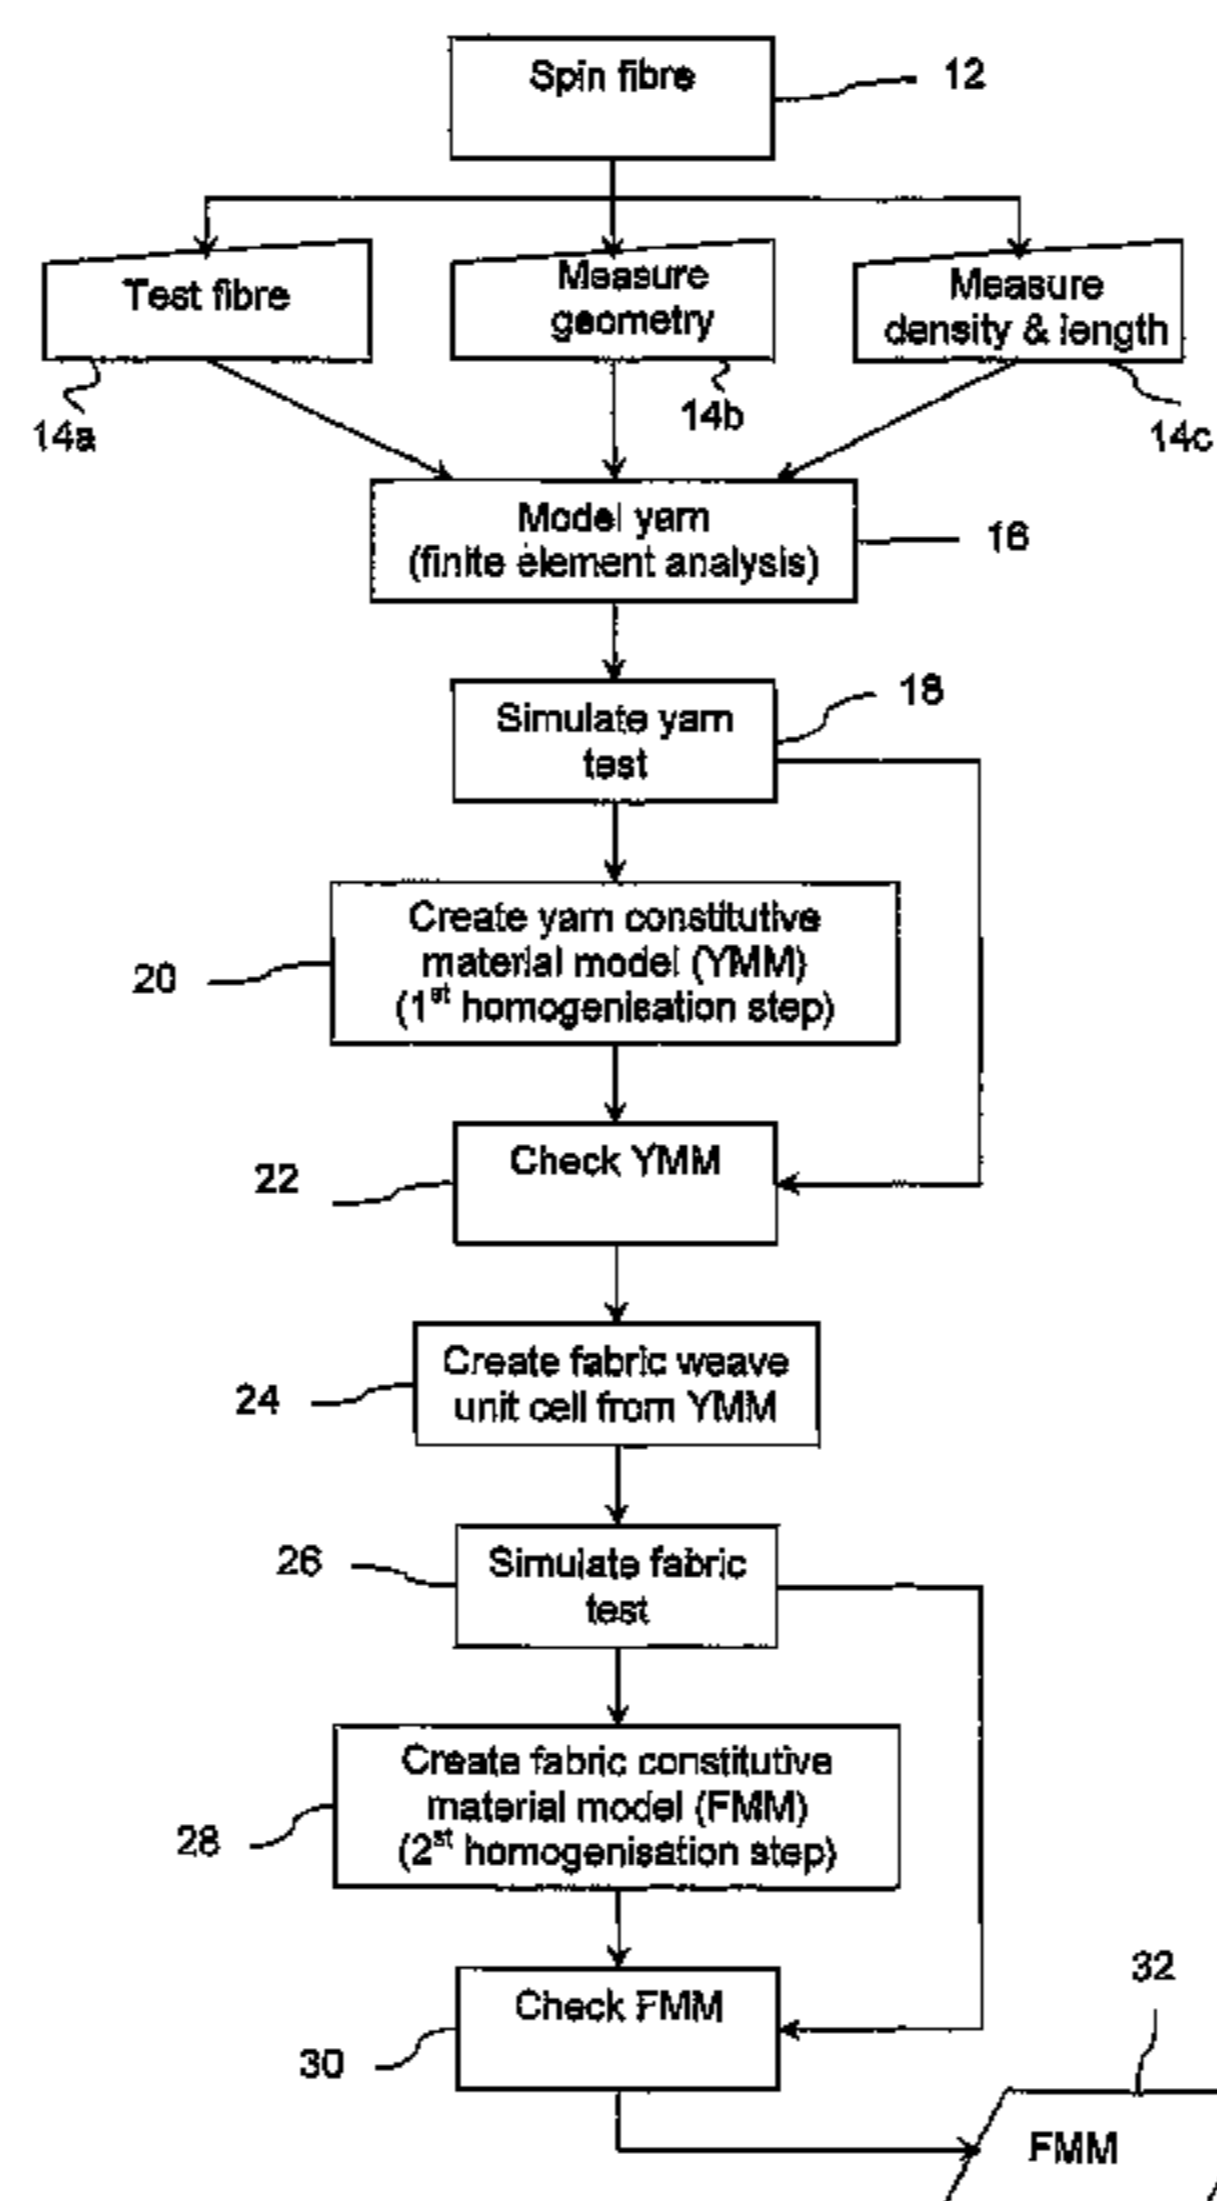 Spin fibre
12
Test fibre
Measure
geometry
Measure
density & length
14a
14b
14c
Model yarn
(finite element analysis)
16
Simulate yarn
test
18
Create yarn constitutive
material model (YMM)
(1st homogenisation step)
20
Check YMM
22
Create fabric weave
unit cell from YMM
24
Simulate fabric
test
26
Create fabric constitutive
material model (FMM)
(2st homogenisation step)
28
Check FMM
30
32
FMM